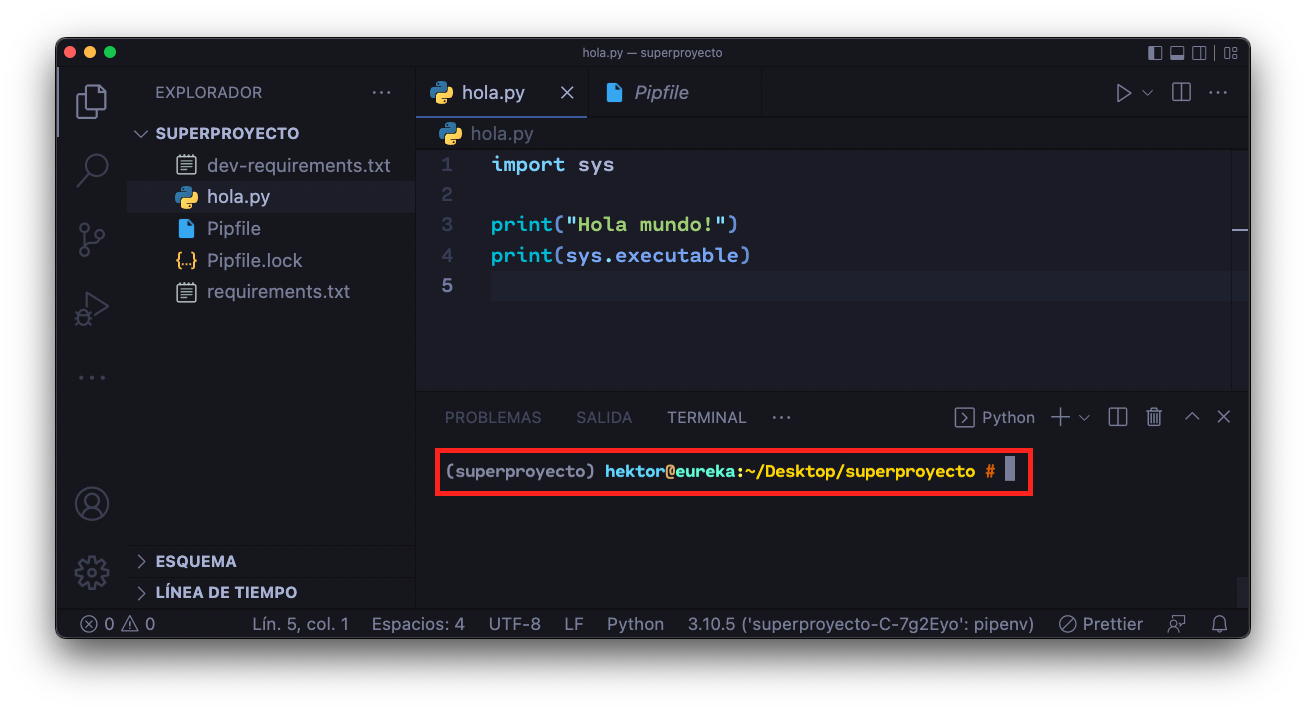 hola.py — superproyecto
EXPLORADOR
SUPERPROYECTO
dev-requirements.txt
hola.py
Pipfile
{..} Pipfile.lock
requirements.txt
ESQUEMA
LÍNEA DE TIEMPO
hola.py Pipfile
hola.py
1 import sys
2
3 print("Hola mundo!")
4 print(sys.executable)
5
PROBLEMAS SALIDA TERMINAL Python
(superproyecto) hektor@eureka:~/Desktop/superproyecto #
0 0 Lín. 5, col. 1 Espacios: 4 UTF-8 LF Python 3.10.5 ('superproyecto-C-7g2Eyo': pipenv) Prettier